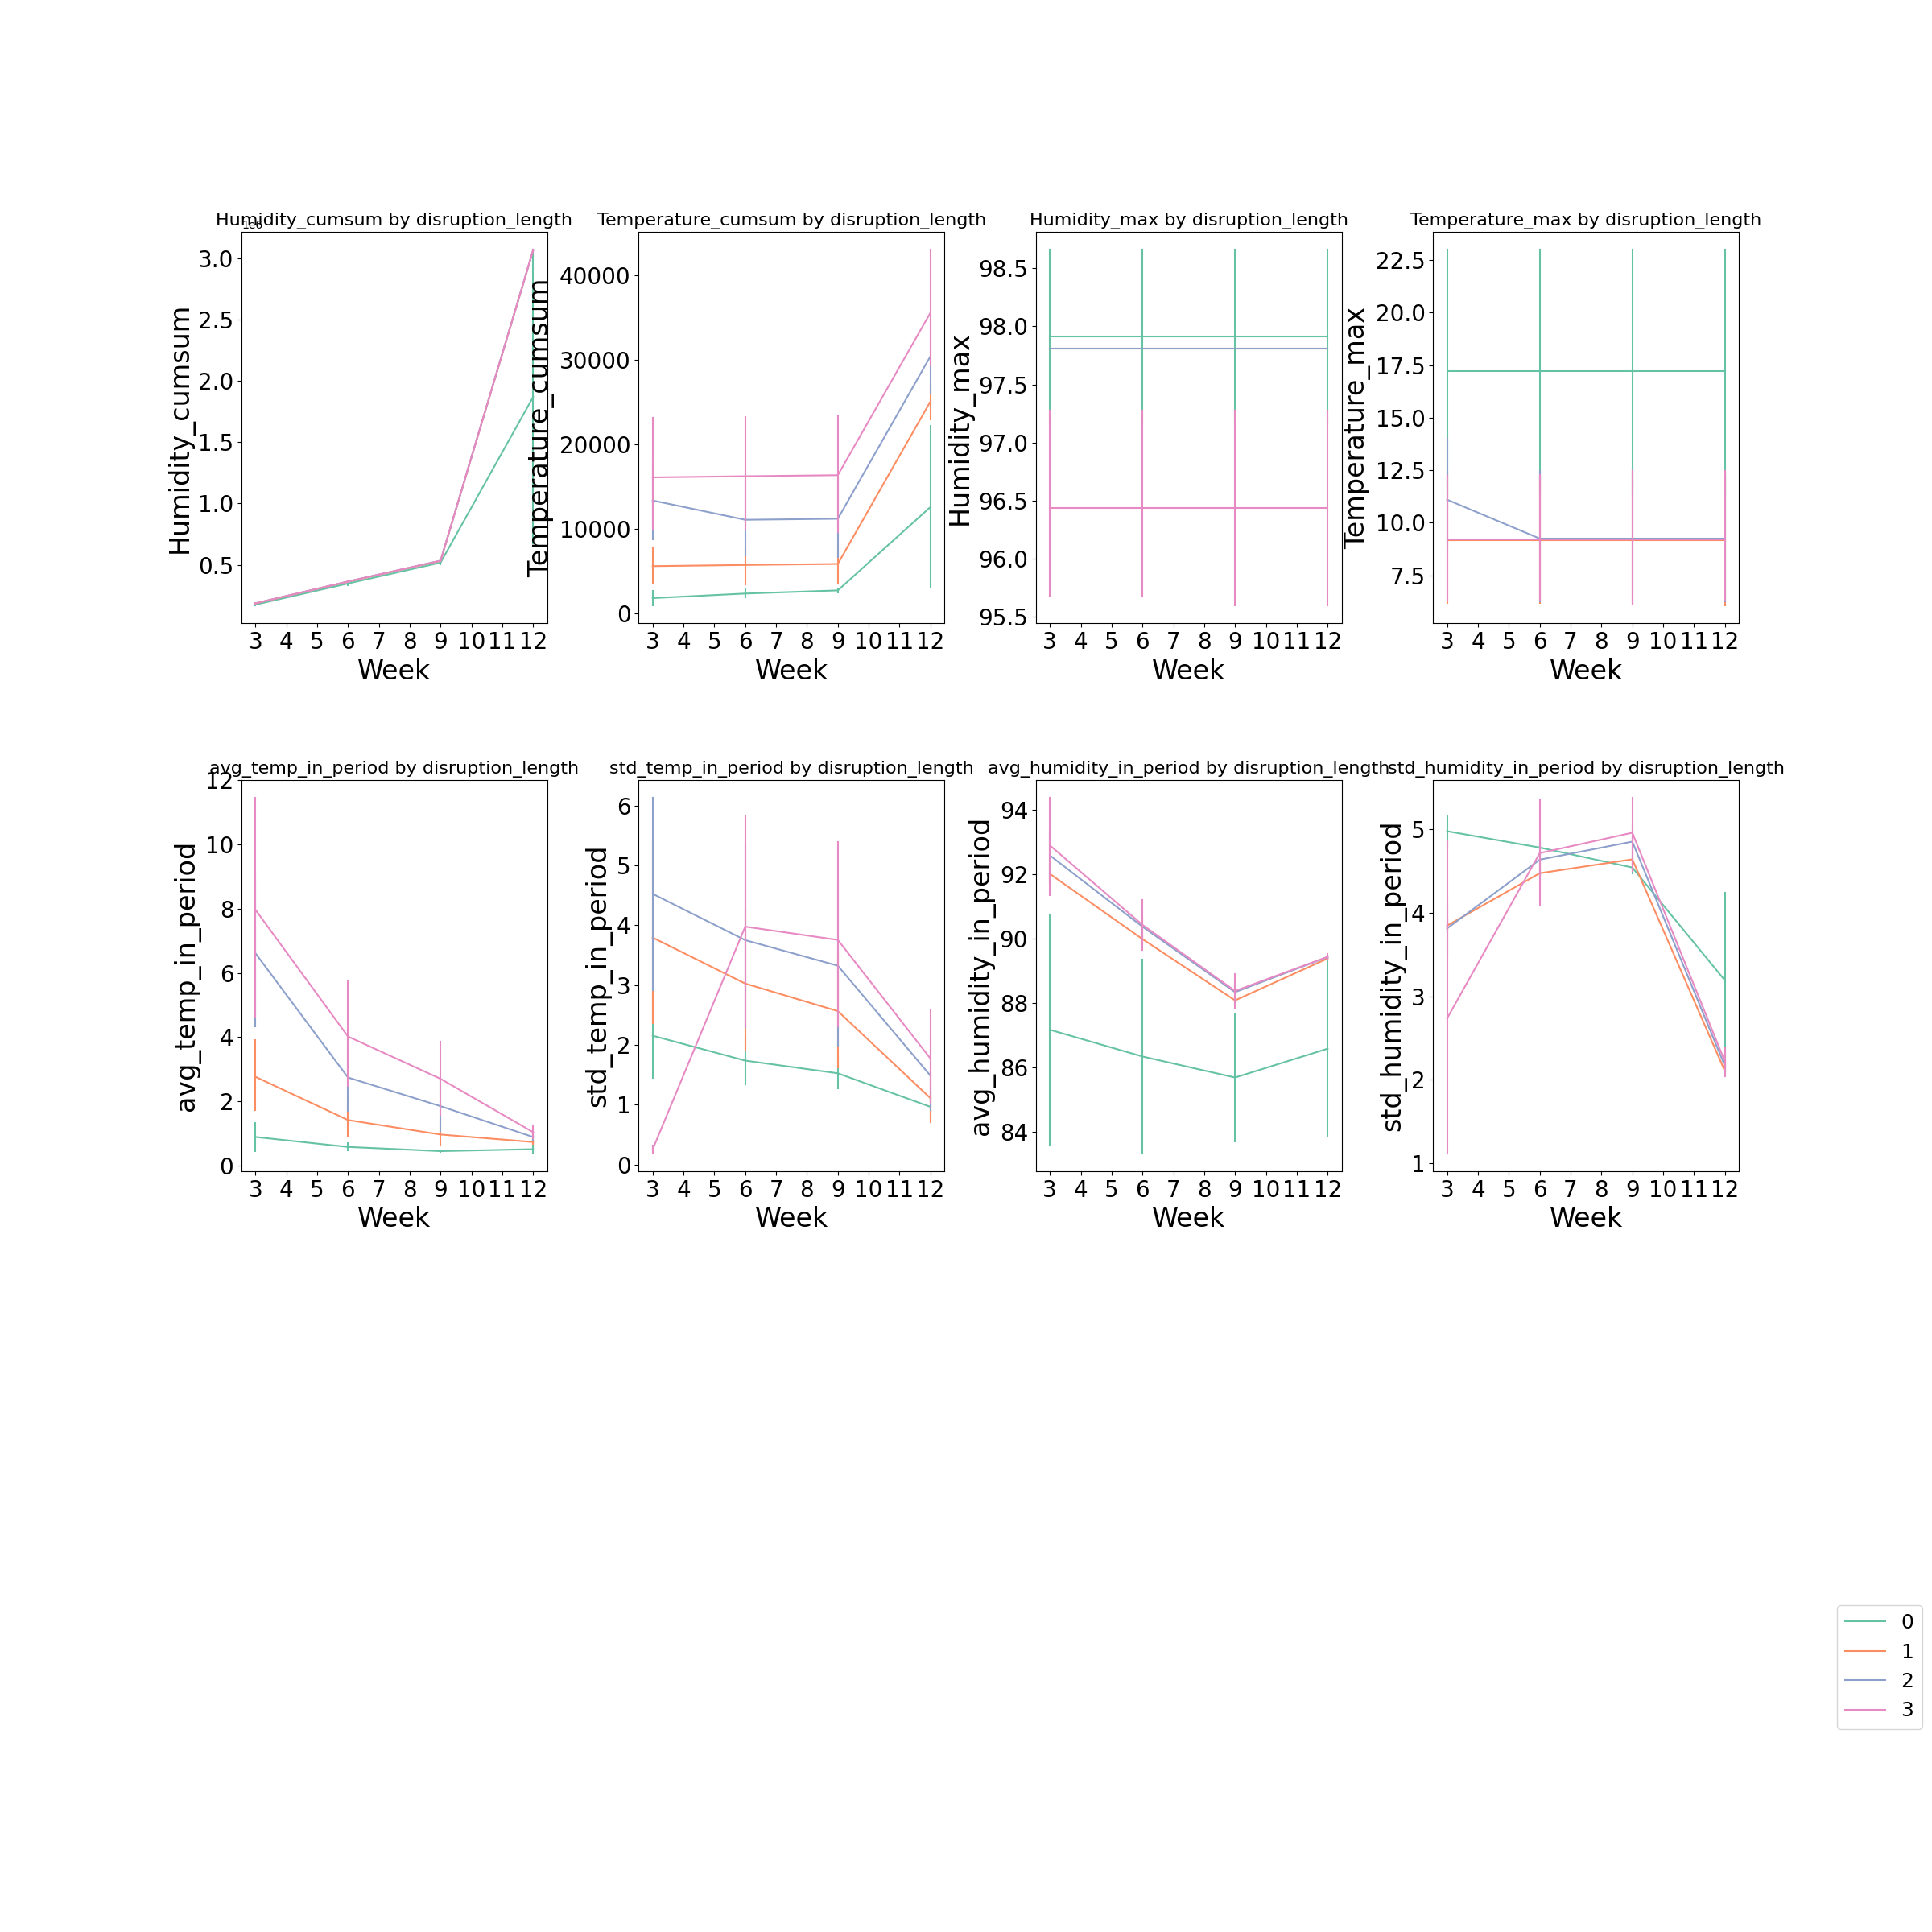 Humidity_cumsum by disruption_length
1e6
3.0
2.5
2.0
1.5
1.0
0.5
Humidity_cumsum
3 4 5 6 7 8 9 10 11 12
Week
Temperature_cumsum by disruption_length
40000
30000
20000
10000
0
Temperature_cumsum
3 4 5 6 7 8 9 10 11 12
Week
Humidity_max by disruption_length
98.5
98.0
97.5
97.0
96.5
96.0
95.5
Humidity_max
3 4 5 6 7 8 9 10 11 12
Week
Temperature_max by disruption_length
22.5
20.0
17.5
15.0
12.5
10.0
7.5
Temperature_max
3 4 5 6 7 8 9 10 11 12
Week
avg_temp_in_period by disruption_length
12
10
8
6
4
2
0
avg_temp_in_period
3 4 5 6 7 8 9 10 11 12
Week
std_temp_in_period by disruption_length
6
5
4
3
2
1
0
std_temp_in_period
3 4 5 6 7 8 9 10 11 12
Week
avg_humidity_in_period by disruption_length
94
92
90
88
86
84
avg_humidity_in_period
3 4 5 6 7 8 9 10 11 12
Week
std_humidity_in_period by disruption_length
5
4
3
2
1
std_humidity_in_period
3 4 5 6 7 8 9 10 11 12
Week
0
1
2
3